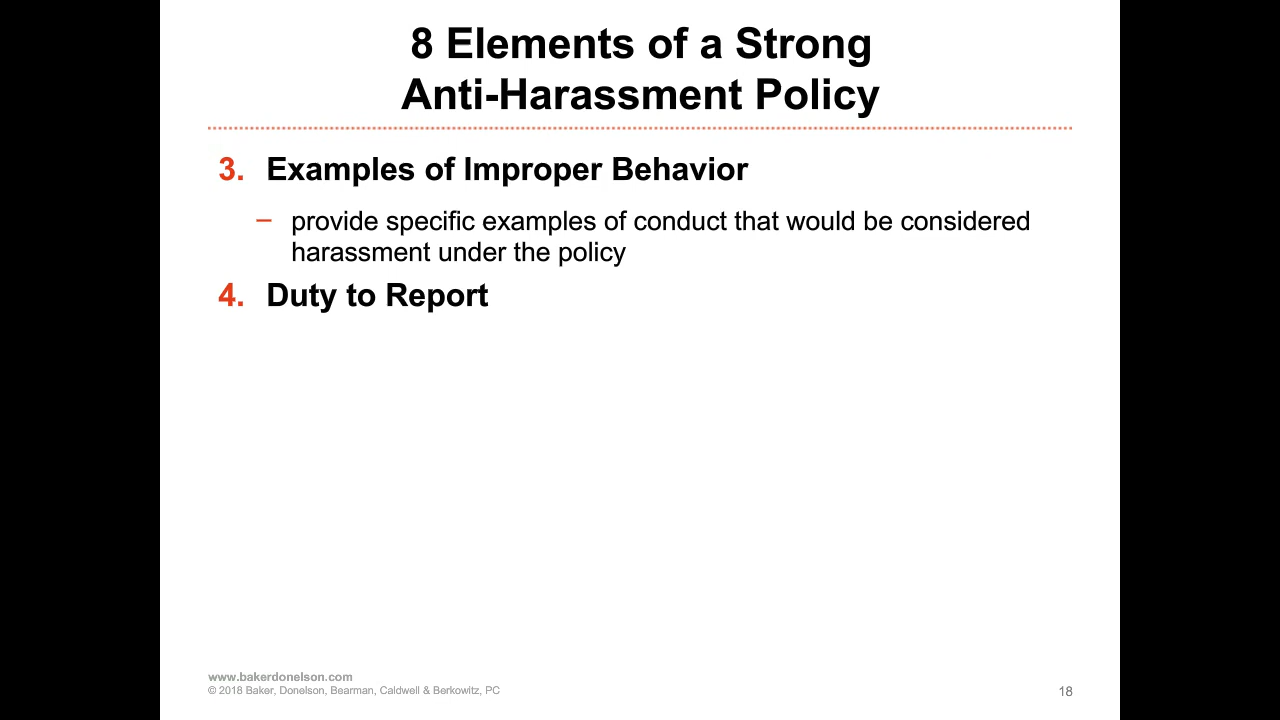 8 Elements of a Strong
Anti-Harassment Policy
3. Examples of Improper Behavior
– provide specific examples of conduct that would be considered
harassment under the policy
4. Duty to Report
www.bakerdonelson.com
© 2018 Baker, Donelson, Bearman, Caldwell & Berkowitz, PC
18